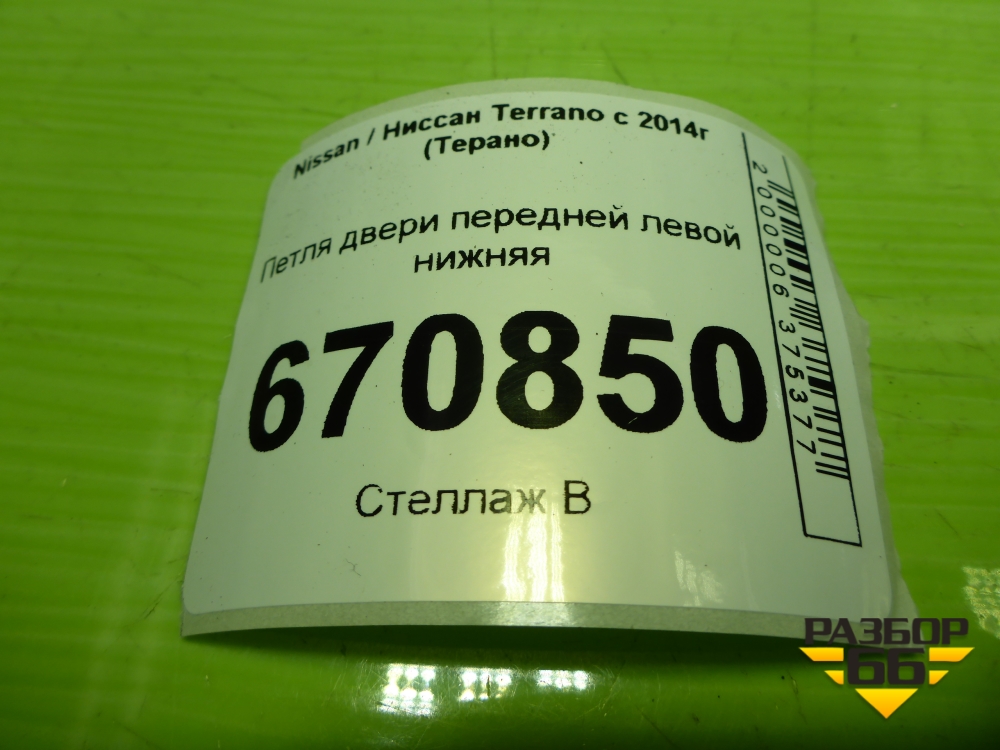 Nissan / Ниссан Terrano с 2014г
(Терано)
Петля двери передней левой
нижняя
670850
Стеллаж В
2000006375377
РАЗБОР
66